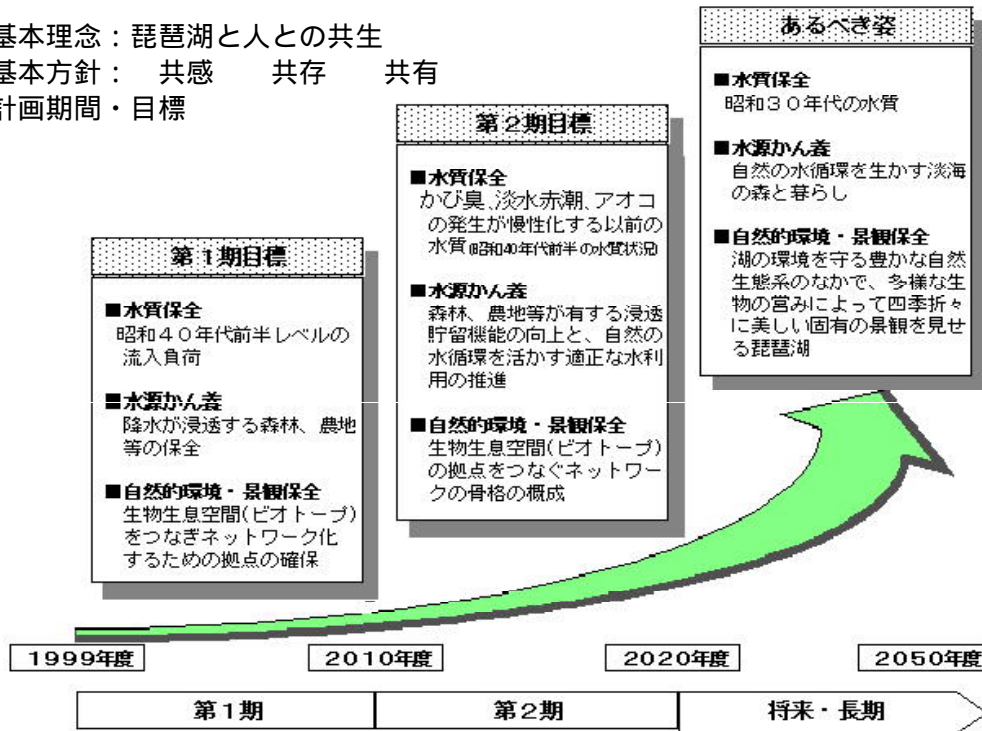 基本理念：琵琶湖と人との共生
基本方針：　共感　　共存　　共有
計画期間・目標
あるべき姿
■水質保全
昭和３０年代の水質
■水源かん養
自然の水循環を生かす淡海
の森と暮らし
■自然的環境・景観保全
湖の環境を守る豊かな自然
生態系のなかで、多様な生
物の営みによって四季折々
に美しい固有の景観を見せ
る琵琶湖
第２期目標
■水質保全
かび臭、淡水赤潮、アオコ
の発生が慢性化する以前の
水質(昭和40年代前半の水質状況)
■水源かん養
森林、農地等が有する浸透
貯留機能の向上と、自然の
水循環を活かす適正な水利
用の推進
■自然的環境・景観保全
生物生息空間(ビオトープ)
の拠点をつなぐネットワー
クの骨格の概成
第１期目標
■水質保全
昭和４０年代前半レベルの
流入負荷
■水源かん養
降水が浸透する森林、農地
等の保全
■自然的環境・景観保全
生物生息空間(ビオトープ)
をつなぎネットワーク化
するための拠点の確保
1999年度
2010年度
2020年度
2050年度
第１期
第２期
将来・長期